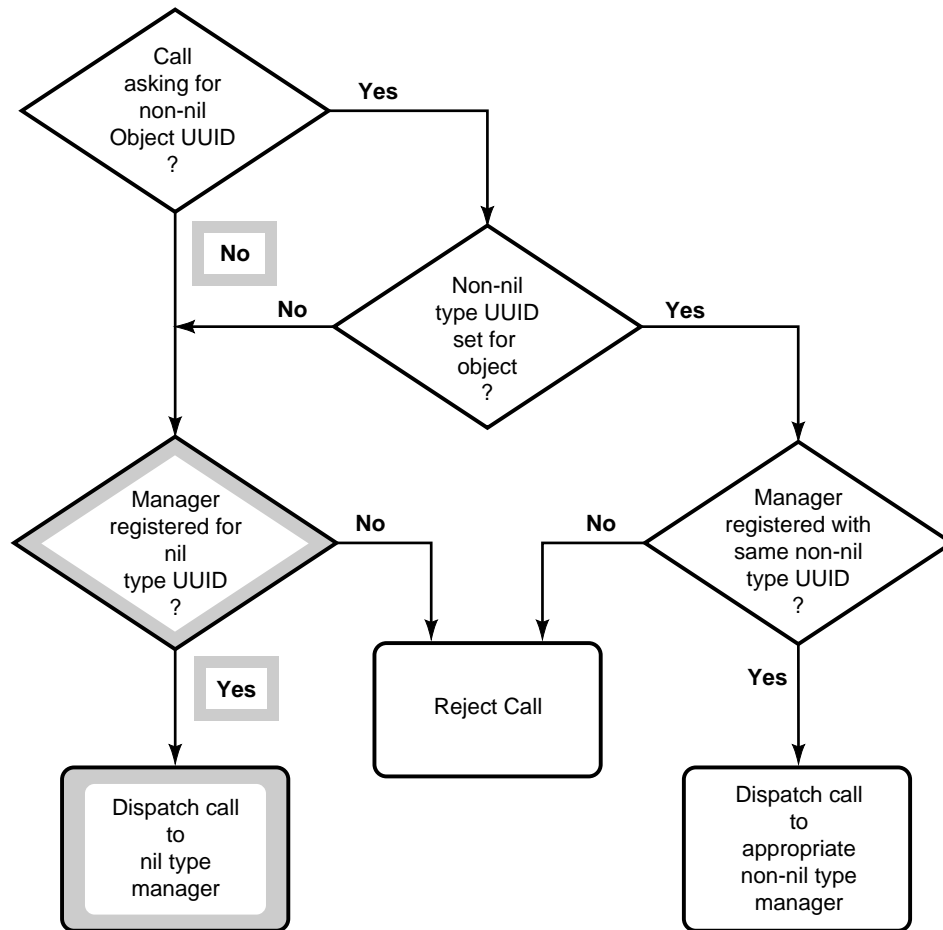 Call
asking for
non-nil
Object UUID
?
Yes
No
Non-nil
type UUID
set for
object
?
No
Yes
Manager
registered for
nil
type UUID
?
No
Yes
Manager
registered with
same non-nil
type UUID
?
No
Yes
Reject Call
Dispatch call
to
nil type
manager
Dispatch call
to
appropriate
non-nil type
manager